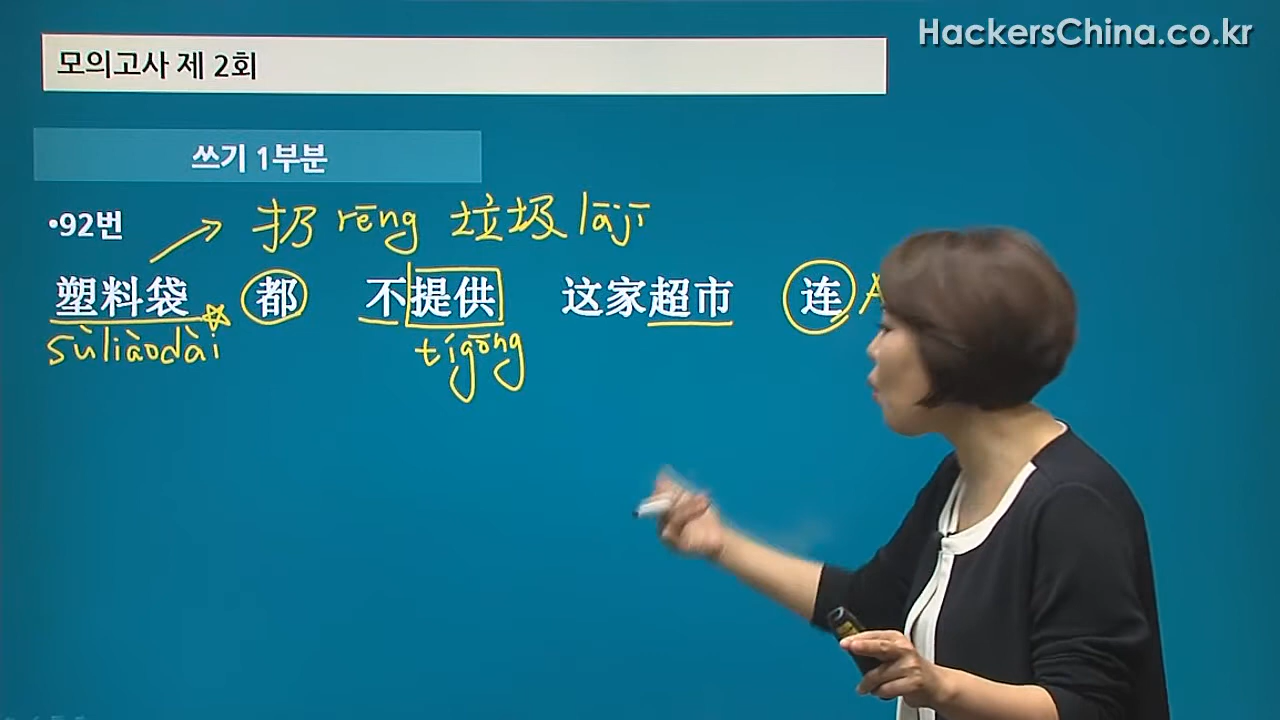 HackersChina.co.kr
모의고사 제 2회
쓰기 1부분
•92번 扔 rēng 垃圾 lājī
塑料袋 都 不提供 这家超市 连 A
sùliàodài tígōng